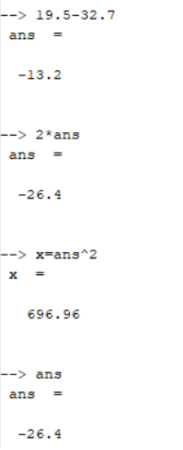 --> 19.5-32.7
ans  =
-13.2
--> 2*ans
ans  =
-26.4
--> x=ans^2
x  =
696.96
--> ans
ans  =
-26.4